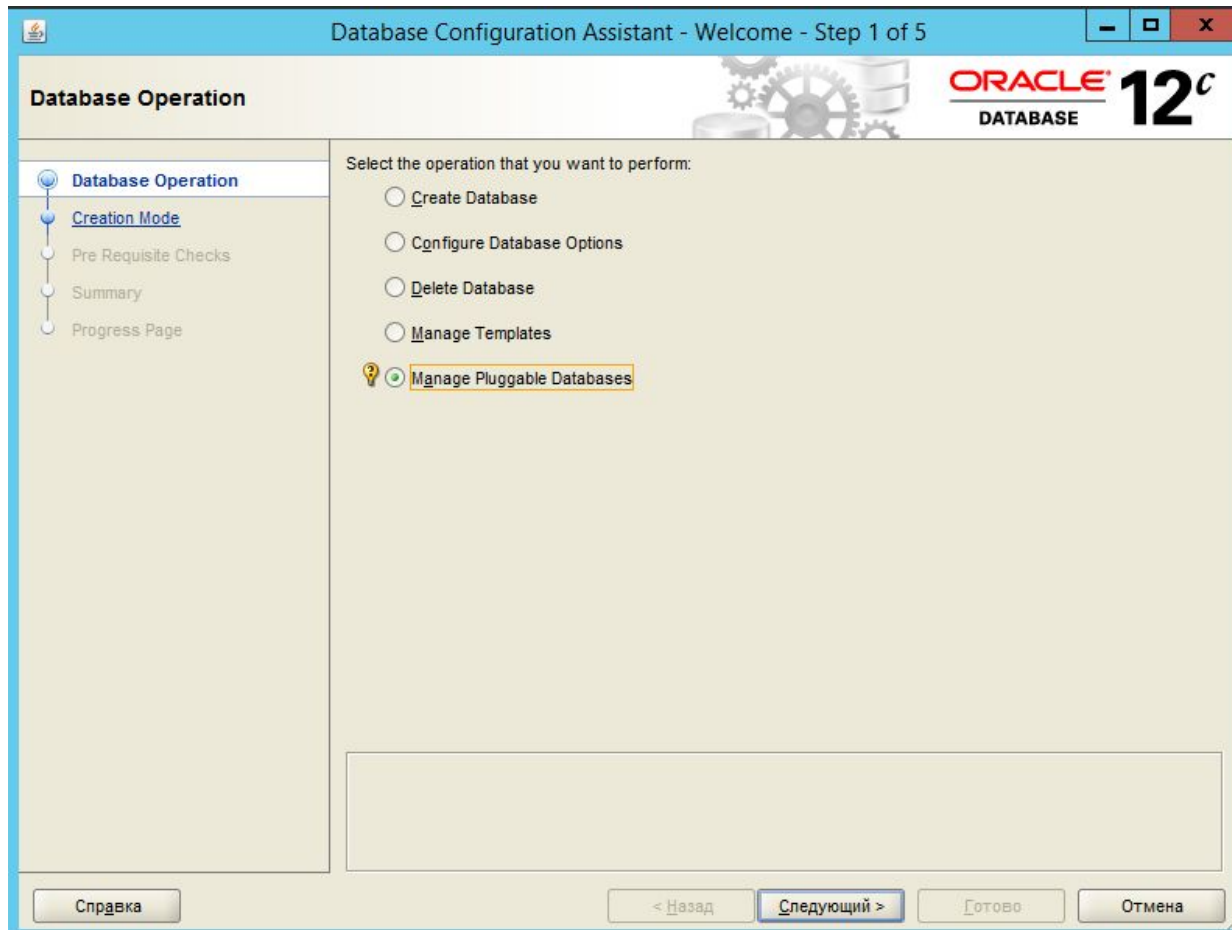 Database Configuration Assistant - Welcome - Step 1 of 5
Database Operation
ORACLE
DATABASE
12c
Database Operation
Creation Mode
Pre Requisite Checks
Summary
Progress Page
Select the operation that you want to perform:
Create Database
Configure Database Options
Delete Database
Manage Templates
Manage Pluggable Databases
Справка
< Назад
Следующий >
Готово
Отмена